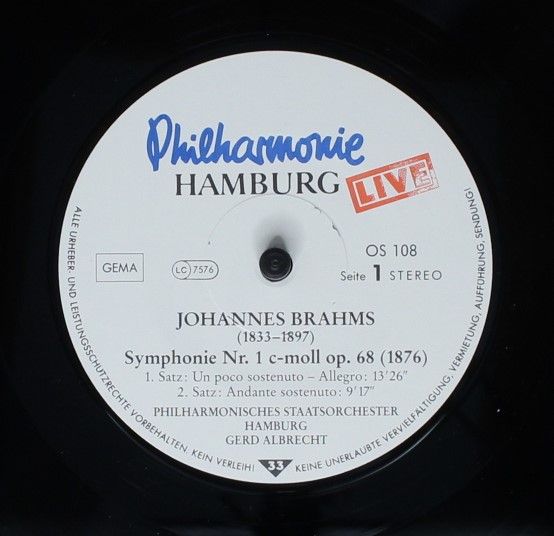 Philharmonie
HAMBURG
LIVE
OS 108
GEMA
LC 7576
Seite 1 STEREO
JOHANNES BRAHMS
(1833–1897)
Symphonie Nr. 1 c-moll op. 68 (1876)
1. Satz: Un poco sostenuto – Allegro: 13'26"
2. Satz: Andante sostenuto: 9'17"
PHILHARMONISCHES STAATSORCHESTER
HAMBURG
GERD ALBRECHT
33
ALLE URHEBER- UND LEISTUNGSSCHUTZRECHTE VORBEHALTEN. KEIN VERLEIH! KEINE UNERLAUBTE VERVIELFÄLTIGUNG, VERMIETUNG, AUFFÜHRUNG, SENDUNG!